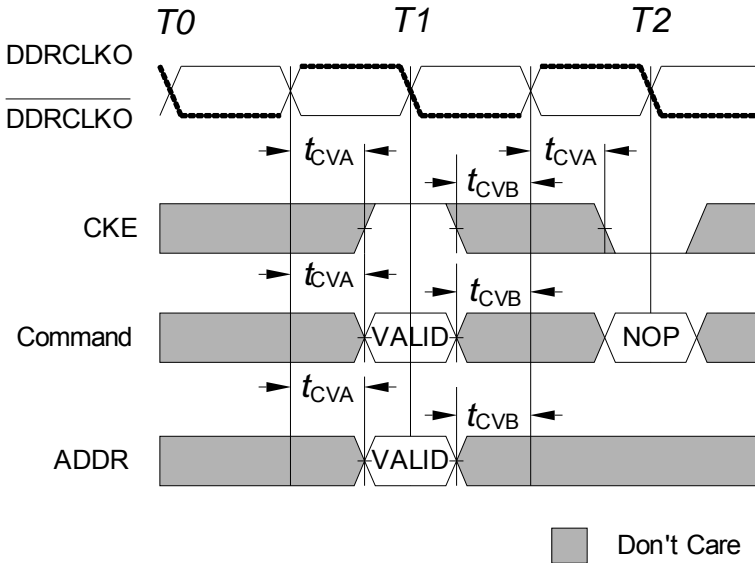 T0 T1 T2
DDRCLKO
DDRCLKO
tCVA tCVA
tCVB
CKE
tCVA
tCVB
Command VALID NOP
tCVA
tCVB
ADDR VALID
Don't Care